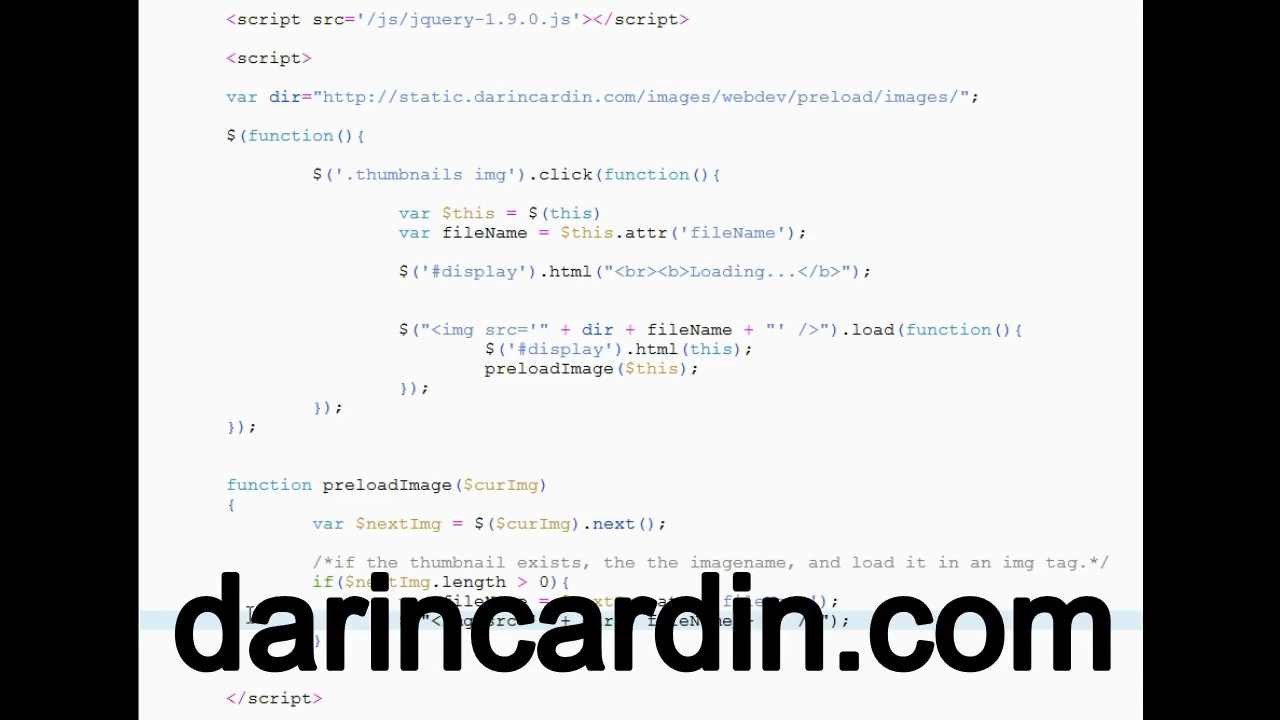 <script src='/js/jquery-1.9.0.js'></script>
<script>
var dir="http://static.darincardin.com/images/webdev/preload/images/";
$(function(){
$('.thumbnails img').click(function(){
var $this = $(this)
var fileName = $this.attr('fileName');
$('#display').html("<br><b>Loading...</b>");
$("<img src='" + dir + fileName + "' />").load(function(){
$('#display').html(this);
preloadImage($this);
});
});
});
function preloadImage($curImg)
{
var $nextImg = $($curImg).next();
/*if the thumbnail exists, the the imagename, and load it in an img tag.*/
if($nextImg.length > 0){
fileName =
fileName
}
darincardin.com
</script>